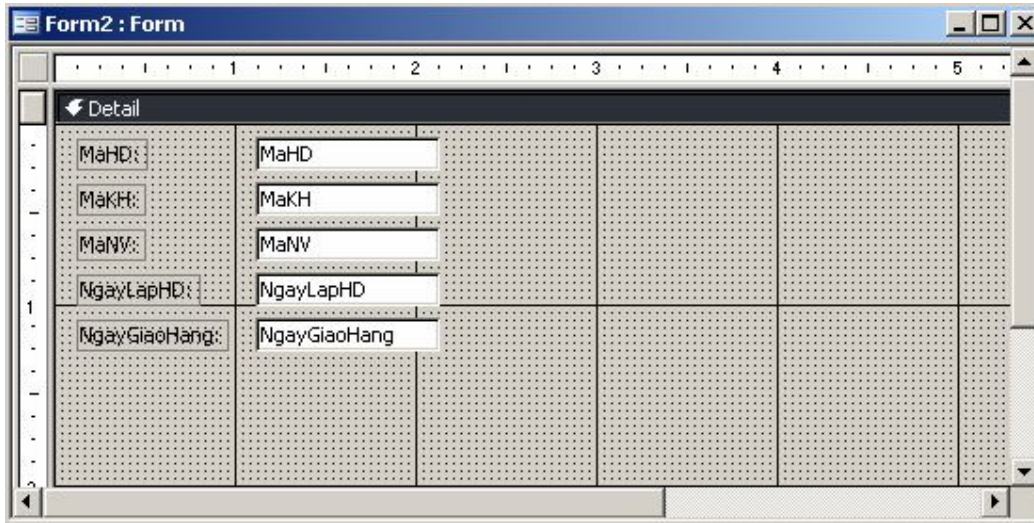 Form2 : Form
1 2 3 4 5
Detail
MaHD: MaHD
MaKH: MaKH
MaNV: MaNV
NgayLapHD: NgayLapHD
1
NgayGiaoHang: NgayGiaoHang